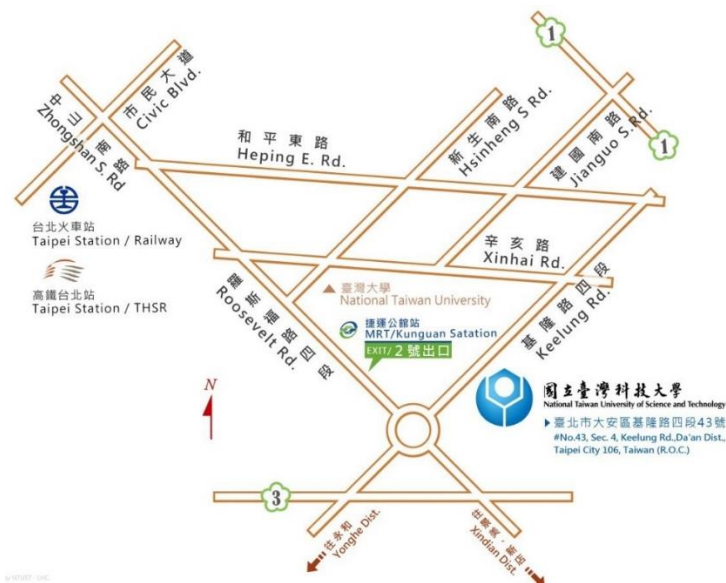 1
1
市民大道
Civic Blvd.
中山南路
Zhongshan S. Rd
和平東路
Heping E. Rd.
新生南路
Hsinheng S Rd.
建國南路
Jianguo S.Rd.
台北火車站
Taipei Station / Railway
高鐵台北站
Taipei Station / THSR
辛亥路
Xinhai Rd.
臺灣大學
National Taiwan University
羅斯福路四段
Roosevelt Rd.
捷運公館站
MRT/Kunguan Satation
EXIT/ 2 號出口
基隆路四段
Keelung Rd.
N
國立臺灣科技大學
National Taiwan University of Science and Technology
臺北市大安區基隆路四段43號
#No.43, Sec. 4, Keelung Rd.,Da'an Dist.,
Taipei City 106, Taiwan (R.O.C.)
3
往永和
Yonghe Dist.
Xindian Dist.